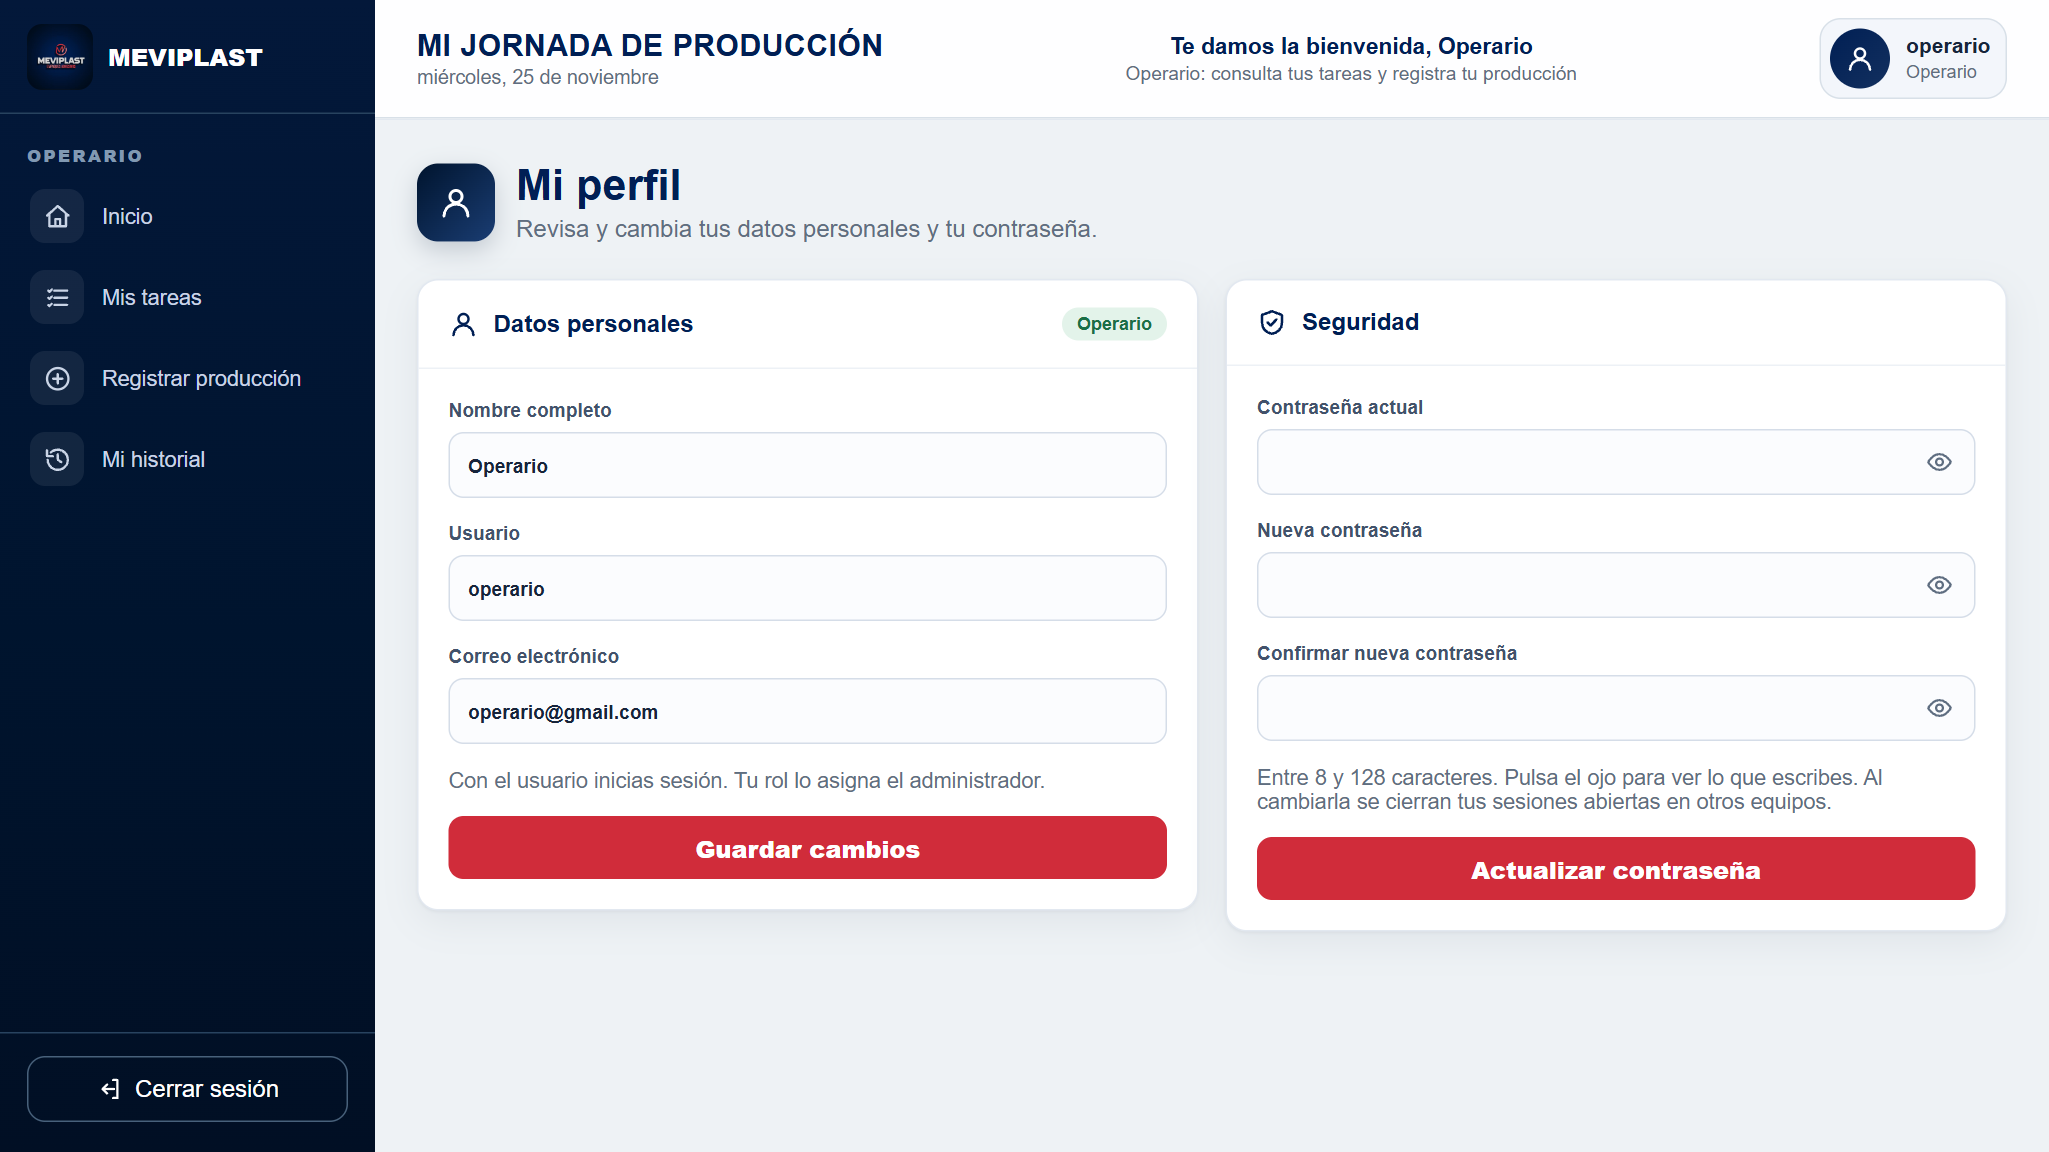 MEVIPLAST
MEVIPLAST
OPERARIO
Inicio
Mis tareas
Registrar producción
Mi historial
Cerrar sesión
MI JORNADA DE PRODUCCIÓN
miércoles, 25 de noviembre
Te damos la bienvenida, Operario
Operario: consulta tus tareas y registra tu producción
operario
Operario
Mi perfil
Revisa y cambia tus datos personales y tu contraseña.
Datos personales
Operario
Nombre completo
Operario
Usuario
operario
Correo electrónico
operario@gmail.com
Con el usuario inicias sesión. Tu rol lo asigna el administrador.
Guardar cambios
Seguridad
Contraseña actual
Nueva contraseña
Confirmar nueva contraseña
Entre 8 y 128 caracteres. Pulsa el ojo para ver lo que escribes. Al
cambiarla se cierran tus sesiones abiertas en otros equipos.
Actualizar contraseña